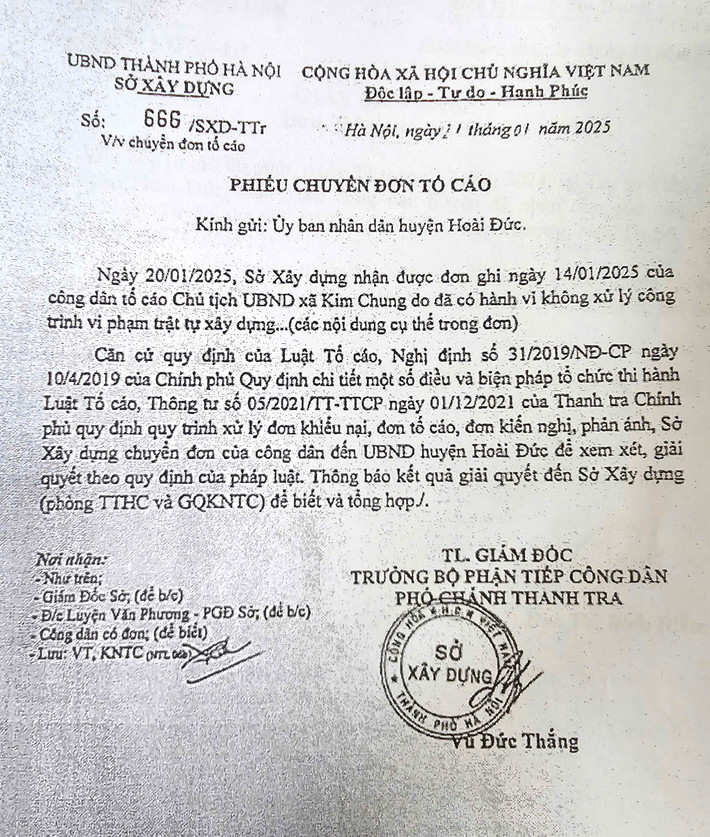 UBND THÀNH PHỐ HÀ NỘI
SỞ XÂY DỰNG
Số: 666 /SXD-TTr
V/v chuyển đơn tố cáo
CỘNG HÒA XÃ HỘI CHỦ NGHĨA VIỆT NAM
Độc lập - Tự do - Hạnh Phúc
Hà Nội, ngày 21 tháng 01 năm 2025
PHIẾU CHUYỂN ĐƠN TỐ CÁO
Kính gửi: Ủy ban nhân dân huyện Hoài Đức.
Ngày 20/01/2025, Sở Xây dựng nhận được đơn ghi ngày 14/01/2025 của
công dân tố cáo Chủ tịch UBND xã Kim Chung do đã có hành vi không xử lý công
trình vi phạm trật tự xây dựng...(các nội dung cụ thể trong đơn)
Căn cứ quy định của Luật Tố cáo, Nghị định số 31/2019/NĐ-CP ngày
10/4/2019 của Chính phủ Quy định chi tiết một số điều và biện pháp tổ chức thi hành
Luật Tố cáo, Thông tư số 05/2021/TT-TTCP ngày 01/12/2021 của Thanh tra Chính
phủ quy định quy trình xử lý đơn khiếu nại, đơn tố cáo, đơn kiến nghị, phản ánh, Sở
Xây dựng chuyển đơn của công dân đến UBND huyện Hoài Đức để xem xét, giải
quyết theo quy định của pháp luật. Thông báo kết quả giải quyết đến Sở Xây dựng
(phòng TTHC và GQKNTC) để biết và tổng hợp./.
Nơi nhận:
- Như trên;
- Giám Đốc Sở; (để b/c)
- Đ/c Luyện Văn Phương - PGĐ Sở; (để b/c)
- Công dân có đơn; (để biết)
- Lưu: VT, KNTC
TL. GIÁM ĐỐC
TRƯỞNG BỘ PHẬN TIẾP CÔNG DÂN
PHÓ CHÁNH THANH TRA
CỘNG HÒA X.H.C.N VIỆT NAM
SỞ
XÂY DỰNG
THÀNH PHỐ HÀ NỘI
Vũ Đức Thắng